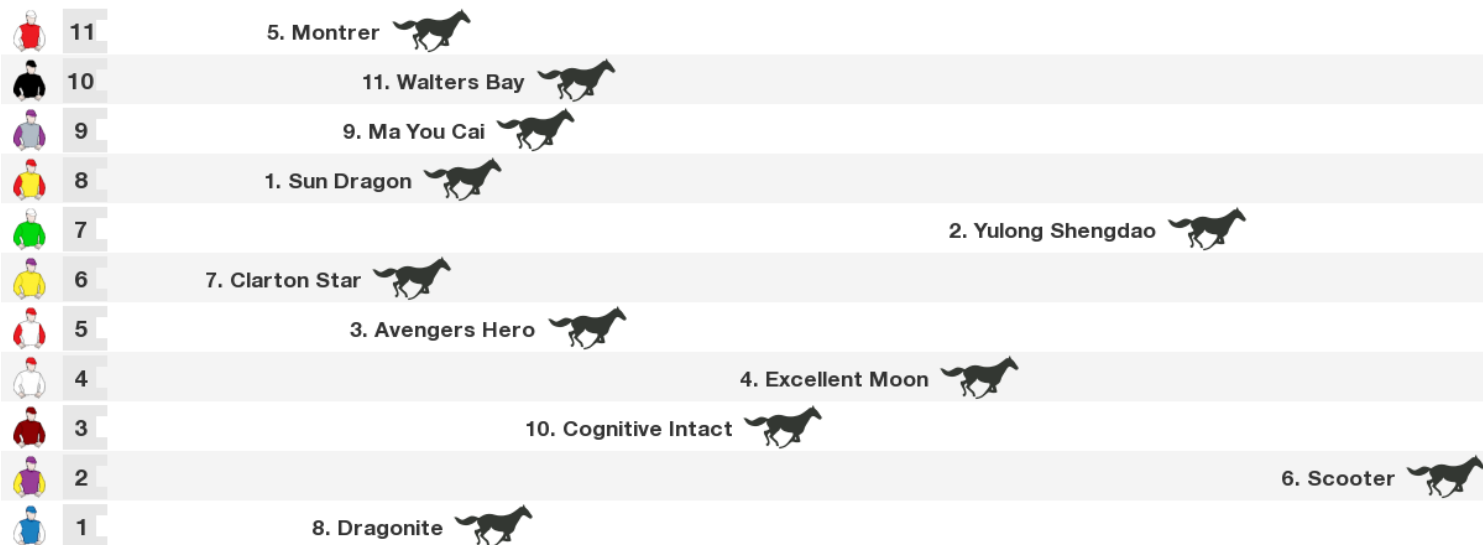 11 5. Montrer
10 11. Walters Bay
9 9. Ma You Cai
8 1. Sun Dragon
7 2. Yulong Shengdao
6 7. Clarton Star
5 3. Avengers Hero
4 4. Excellent Moon
3 10. Cognitive Intact
2 6. Scooter
1 8. Dragonite